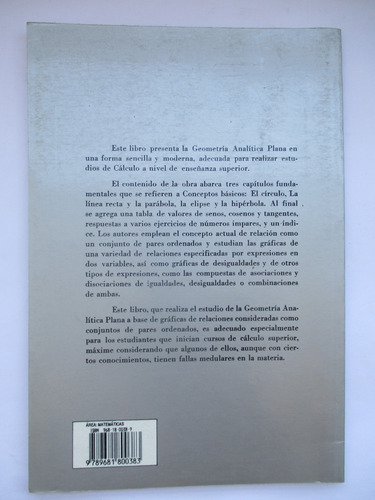 Este libro presenta la Geometría Analítica Plana en
una forma sencilla y moderna, adecuada para realizar estu-
dios de Cálculo a nivel de enseñanza superior.
El contenido de la obra abarca tres capítulos funda-
mentales que se refieren a Conceptos básicos: El círculo, La
línea recta y la parábola, la elipse y la hipérbola. Al final
se agrega una tabla de valores de senos, cosenos y tangentes,
respuestas a varios ejercicios de números impares, y un índi-
ce. Los autores emplean el concepto actual de relación como
un conjunto de pares ordenados y estudian las gráficas de
una variedad de relaciones especificadas por expresiones en
dos variables, así como gráficas de desigualdades y de otros
tipos de expresiones, como las compuestas de asociaciones y
disociaciones de igualdades, desigualdades o combinaciones
de ambas.
Este libro, que realiza el estudio de la Geometría Ana-
lítica Plana a base de gráficas de relaciones consideradas como
conjuntos de pares ordenados, es adecuado especialmente
para los estudiantes que inician cursos de cálculo superior,
máxime considerando que algunos de ellos, aunque con cier-
tos conocimientos, tienen fallas medulares en la materia.
ÁREA: MATEMÁTICAS
ISBN 968-18-0038-9
9 789681 800383